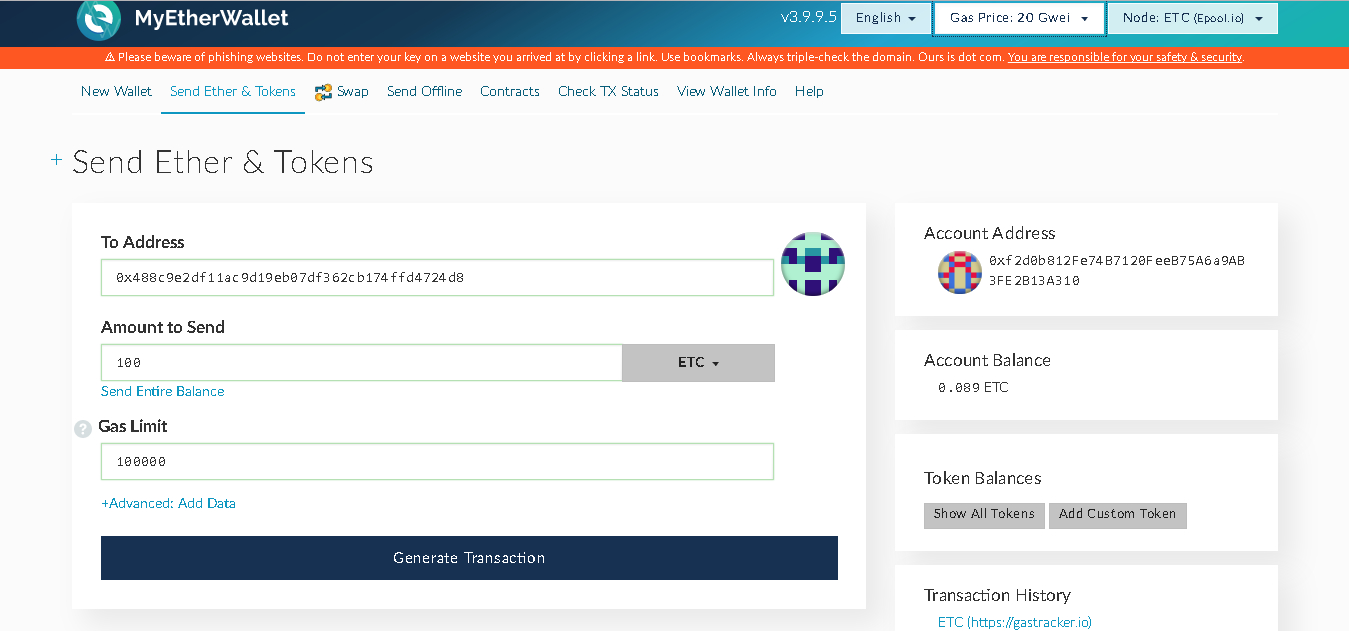 MyEtherWallet
v3.9.9.5 English Gas Price: 20 Gwei Node: ETC (Epool.io)
⚠ Please beware of phishing websites. Do not enter your key on a website you arrived at by clicking a link. Use bookmarks. Always triple-check the domain. Ours is dot com. You are responsible for your safety & security.
New Wallet Send Ether & Tokens Swap Send Offline Contracts Check TX Status View Wallet Info Help
+ Send Ether & Tokens
To Address
0x488c9e2df11ac9d19eb07df362cb174ffd4724d8
Amount to Send
100 ETC
Send Entire Balance
? Gas Limit
100000
+Advanced: Add Data
Generate Transaction
Account Address
0xf2d0b812Fe74B7120FeeB75A6a9AB
3FE2B13A310
Account Balance
0.089 ETC
Token Balances
Show All Tokens Add Custom Token
Transaction History
ETC (https://gastracker.io)